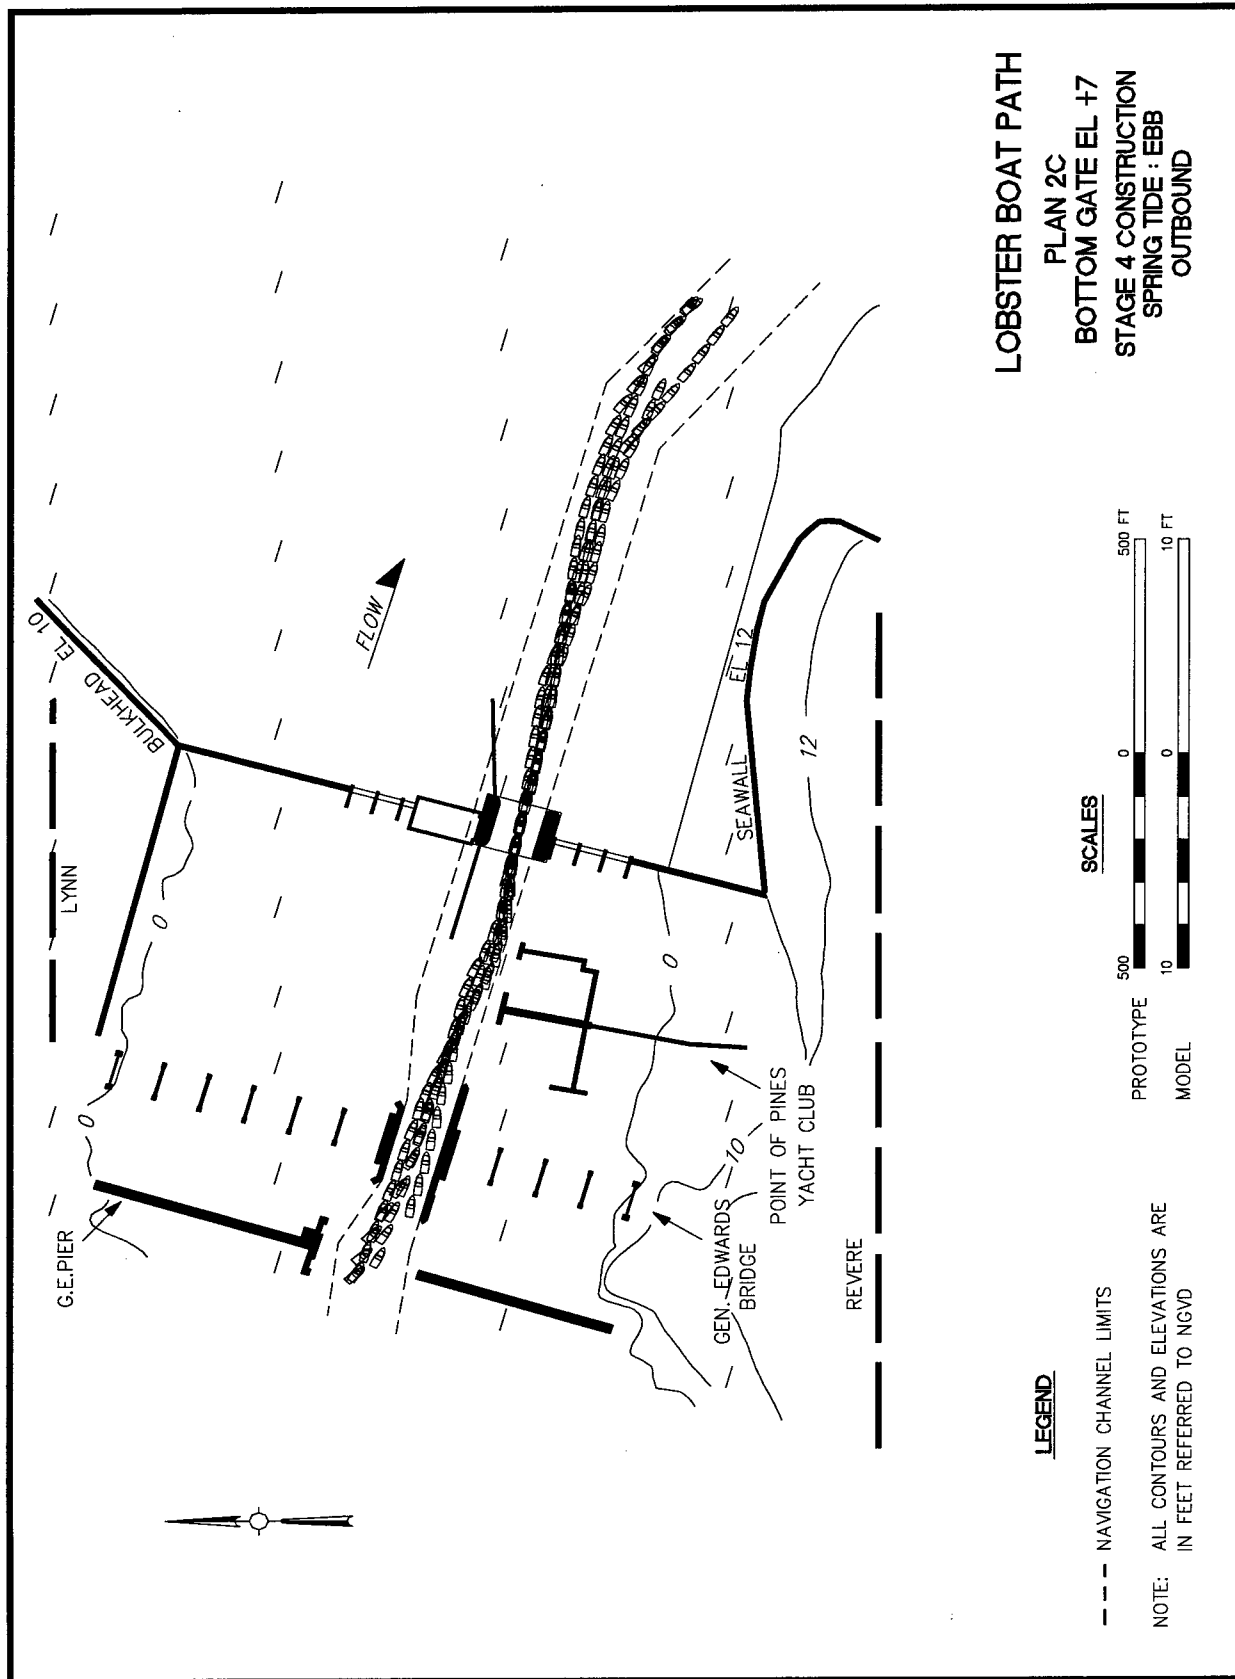 LOBSTER BOAT PATH
PLAN 2C
BOTTOM GATE EL +7
STAGE 4 CONSTRUCTION
SPRING TIDE : EBB
OUTBOUND
BULKHEAD EL 10
LYNN
FLOW
0
0
G.E.PIER
SEAWALL EL 12
12
0
10
POINT OF PINES
YACHT CLUB
GEN. EDWARDS
BRIDGE
REVERE
SCALES
PROTOTYPE 500 0 500 FT
MODEL 10 0 10 FT
LEGEND
NAVIGATION CHANNEL LIMITS
NOTE: ALL CONTOURS AND ELEVATIONS ARE
IN FEET REFERRED TO NGVD